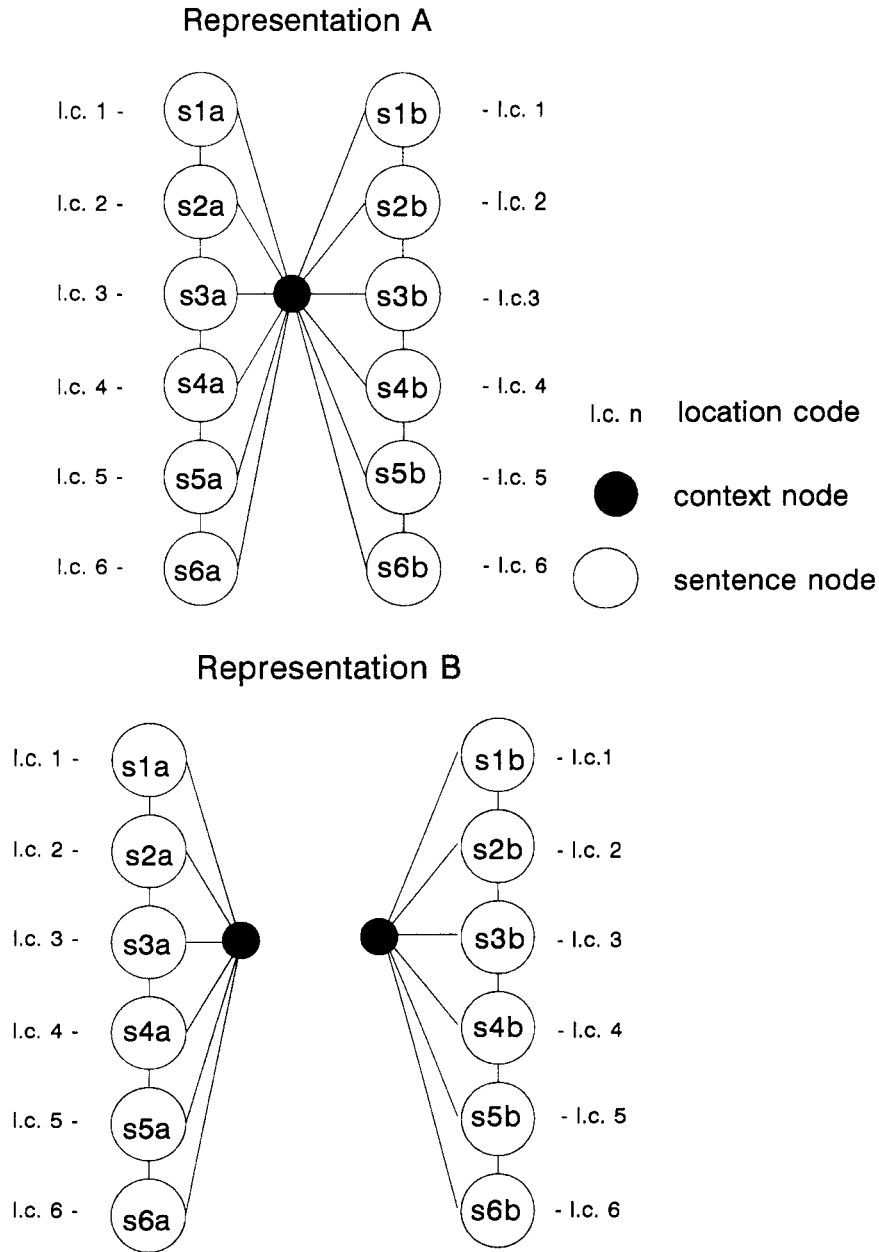 Representation A
l.c. 1 - s1a s1b - l.c. 1
l.c. 2 - s2a s2b - l.c. 2
l.c. 3 - s3a s3b - l.c.3
l.c. 4 - s4a s4b - l.c. 4
l.c. 5 - s5a s5b - l.c. 5
l.c. 6 - s6a s6b - l.c. 6
l.c. n location code
context node
sentence node
Representation B
l.c. 1 - s1a s1b - l.c.1
l.c. 2 - s2a s2b - l.c. 2
l.c. 3 - s3a s3b - l.c. 3
l.c. 4 - s4a s4b - l.c. 4
l.c. 5 - s5a s5b - l.c. 5
l.c. 6 - s6a s6b - l.c. 6